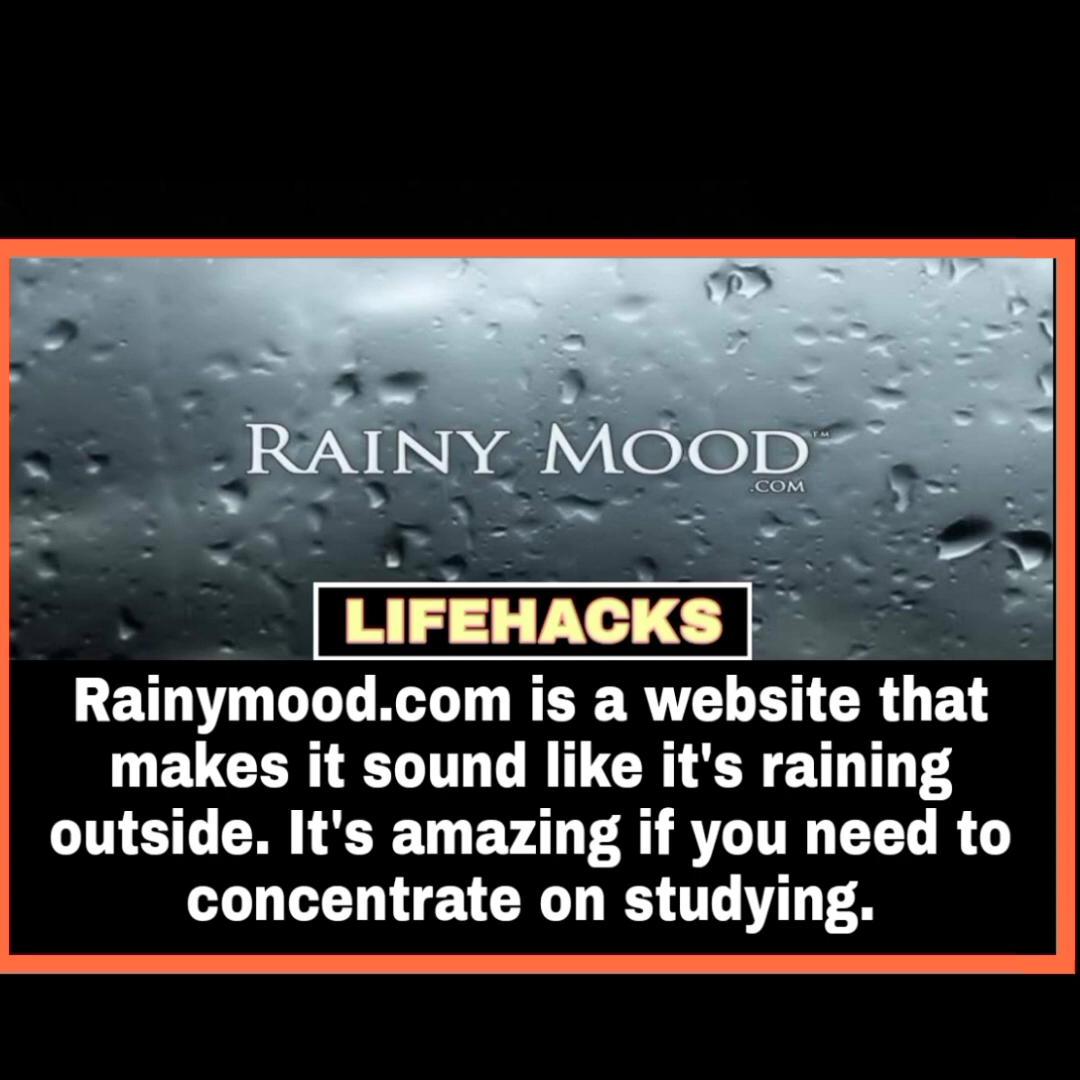 RAINY MOOD™
.COM
LIFEHACKS
Rainymood.com is a website that
makes it sound like it's raining
outside. It's amazing if you need to
concentrate on studying.